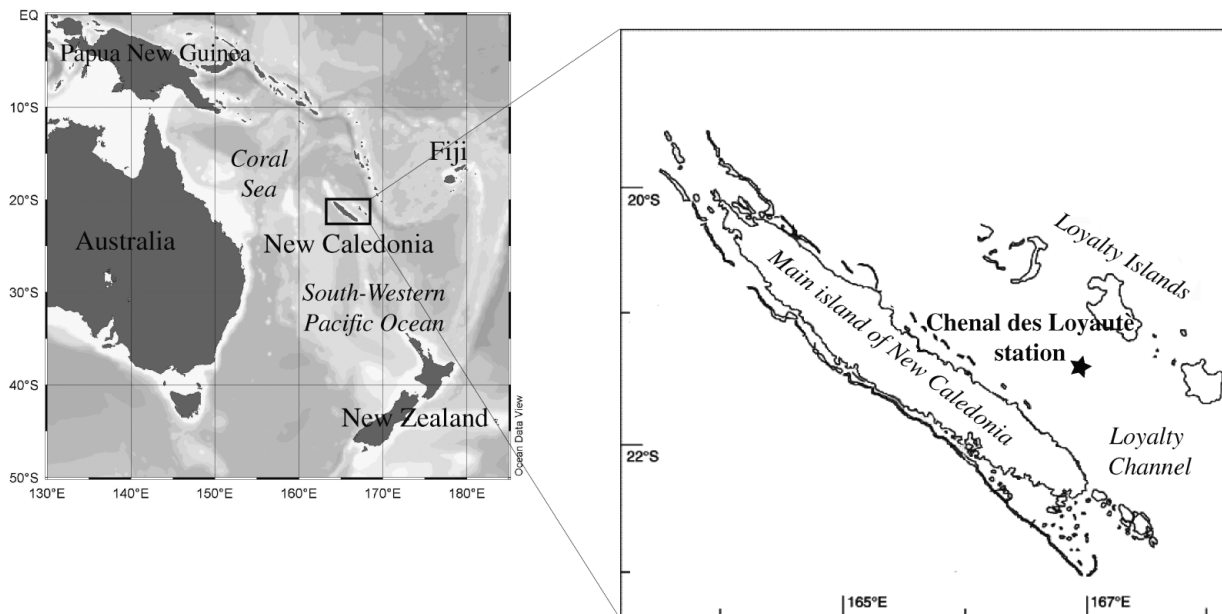 EQ
10°S
20°S
30°S
40°S
50°S
130°E
140°E
150°E
160°E
170°E
180°E
Papua New Guinea
Coral
Sea
Fiji
Australia
New Caledonia
South-Western
Pacific Ocean
New Zealand
Ocean Data View
20°S
22°S
165°E
167°E
Loyalty Islands
Main island of New Caledonia
Chenal des Loyauté
station
Loyalty
Channel